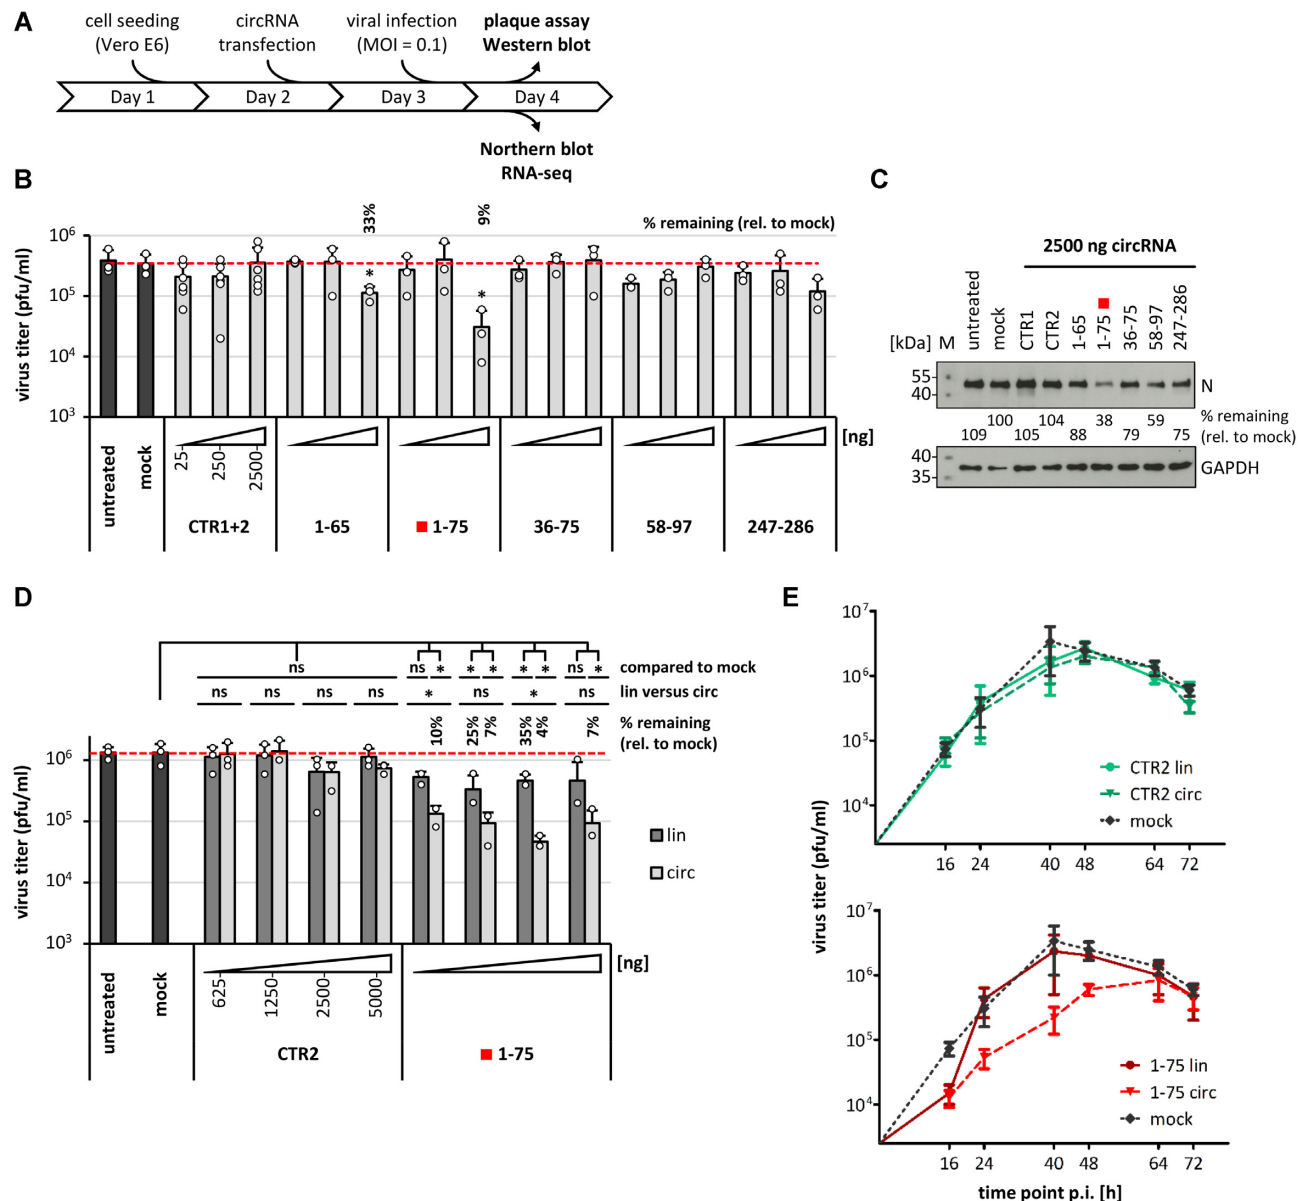 A
cell seeding
(Vero E6)
circRNA
transfection
viral infection
(MOI = 0.1)
plaque assay
Western blot
Day 1
Day 2
Day 3
Day 4
Northern blot
RNA-seq
B
33%
9%
% remaining (rel. to mock)
virus titer (pfu/ml)
10⁶
10⁵
10⁴
10³
* *
untreated
mock
25
250
2500
[ng]
CTR1+2
1-65
1-75
36-75
58-97
247-286
C
2500 ng circRNA
[kDa] M untreated mock CTR1 CTR2 1-65 1-75 36-75 58-97 247-286
55
40
N
100 104 38 59 % remaining
109 105 88 79 75 (rel. to mock)
40
35
GAPDH
D
ns ns * * * * * ns * compared to mock
ns ns ns ns * ns * ns lin versus circ
10% 25% 7% 35% 4% 7% % remaining
(rel. to mock)
virus titer (pfu/ml)
10⁶
10⁵
10⁴
10³
lin
circ
untreated
mock
625
1250
2500
5000
[ng]
CTR2
1-75
E
virus titer (pfu/ml)
10⁷
10⁶
10⁵
10⁴
CTR2 lin
CTR2 circ
mock
16 24 40 48 64 72
10⁷
10⁶
10⁵
10⁴
1-75 lin
1-75 circ
mock
16 24 40 48 64 72
time point p.i. [h]